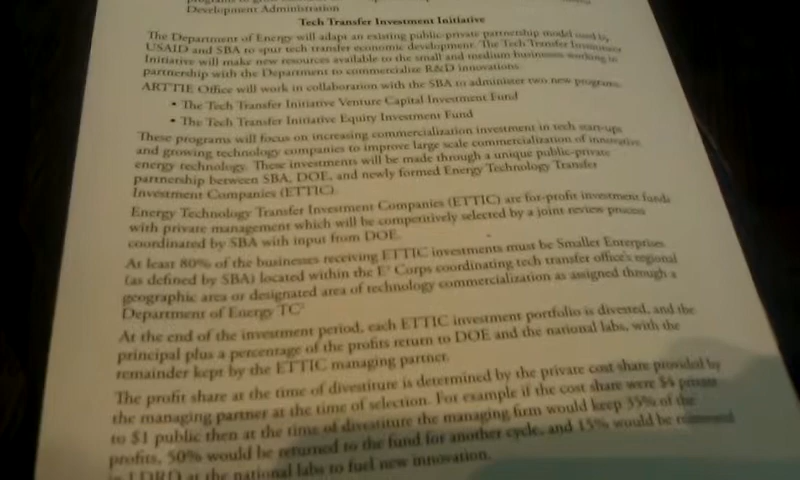 Development Administration
Tech Transfer Investment Initiative
The Department of Energy will adapt an existing public-private partnership model used by
USAID and SBA to spur tech transfer economic development. The Tech Transfer Investment
Initiative will make new resources available to the small and medium businesses working in
partnership with the Department to commercialize R&D innovations.
ARTTIE Office will work in collaboration with the SBA to administer two new programs:
• The Tech Transfer Initiative Venture Capital Investment Fund
• The Tech Transfer Initiative Equity Investment Fund
These programs will focus on increasing commercialization investment in tech start-ups
and growing technology companies to improve large scale commercialization of innovative
energy technology. These investments will be made through a unique public-private
partnership between SBA, DOE, and newly formed Energy Technology Transfer
Investment Companies (ETTIC).
Energy Technology Transfer Investment Companies (ETTIC) are for-profit investment funds
with private management which will be competitively selected by a joint review process
coordinated by SBA with input from DOE.
At least 80% of the businesses receiving ETTIC investments must be Smaller Enterprises
(as defined by SBA) located within the Corps coordinating tech transfer office's regional
geographic area or designated area of technology commercialization as assigned through a
Department of Energy
At the end of the investment period, each ETTIC investment portfolio is divested, and the
principal plus a percentage of the profits return to DOE and the national labs, with the
remainder kept by the ETTIC managing partner.
The profit share at the time of divestiture is determined by the private cost share provided by
the managing partner at the time of selection. For example if the cost share were $4 private
to $1 public then at the time of divestiture the managing firm would keep 35% of the
profits, 50% would be returned to the fund for another cycle, and 15% would be
LDRD at the national labs to fuel new innovation.